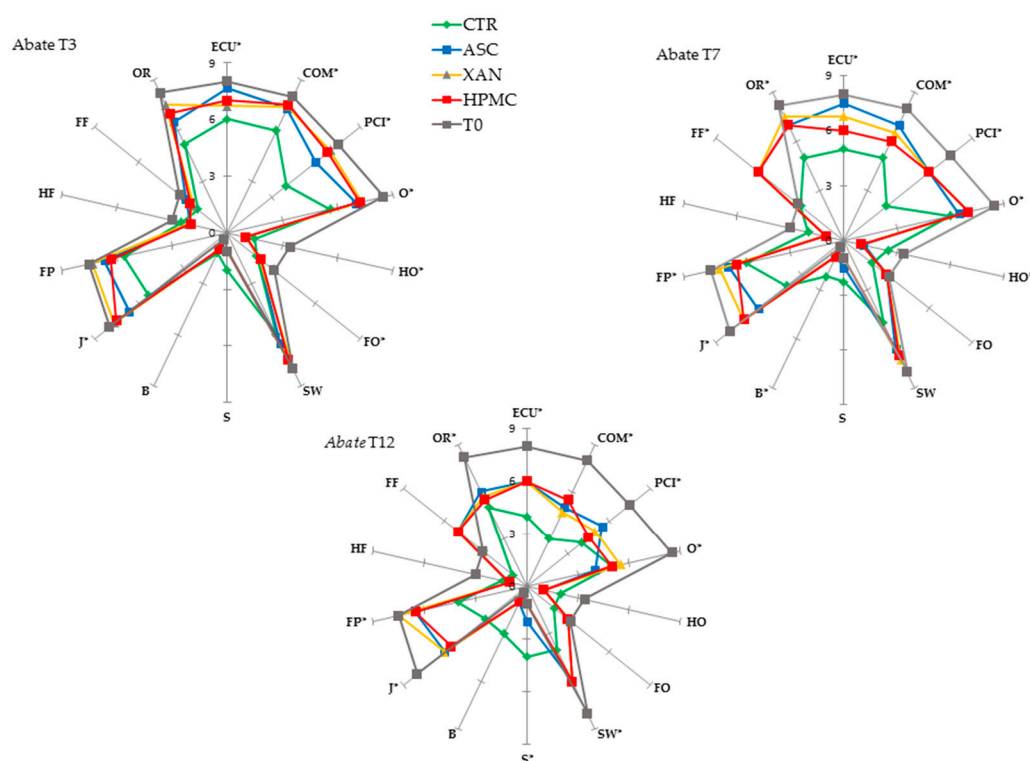 Abate T3
CTR
ASC
XAN
HPMC
T0
ECU*
COM*
PCI*
O*
HO*
FO*
SW
S
B
J*
FP
HF
FF
OR
9
6
3
0
Abate T7
ECU*
COM*
PCI*
O*
HO*
FO
SW
S
B*
J*
FP*
HF
FF*
OR*
9
6
3
0
Abate T12
ECU*
COM*
PCI*
O*
HO
FO
SW*
S*
B
J*
FP*
HF
FF
OR*
9
6
3
0